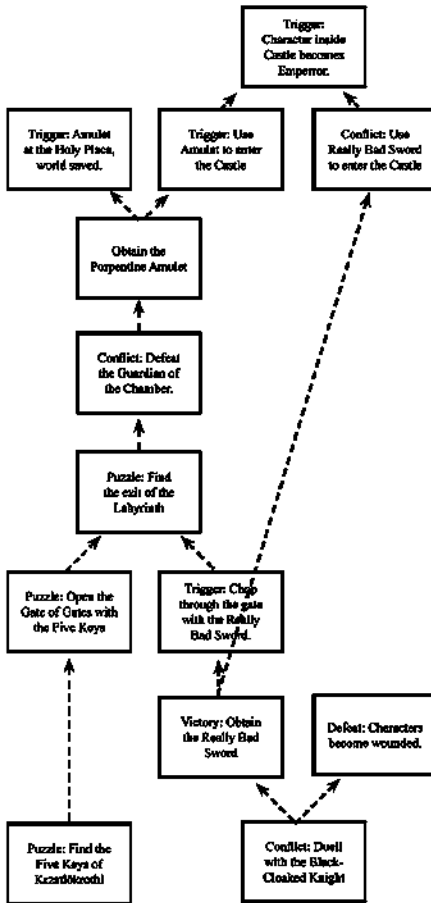 Trigger:
Character inside
Castle becomes
Emperror.
Trigger: Amulet
at the Holy Place,
world saved.
Trigger: Use
Amulet to enter
the Castle
Conflict: Use
Really Bad Sword
to enter the Castle
Obtain the
Porpentine Amulet
Conflict: Defeat
the Guardian of
the Chamber.
Puzzle: Find
the exit of the
Labyrinth
Puzzle: Open the
Gate of Gates with
the Five Keys
Trigger: Chop
through the gate
with the Really
Bad Sword.
Victory: Obtain
the Really Bad
Sword
Defeat: Characters
become wounded.
Puzzle: Find the
Five Keys of
Conflict: Duell
with the Black-
Cloaked Knight